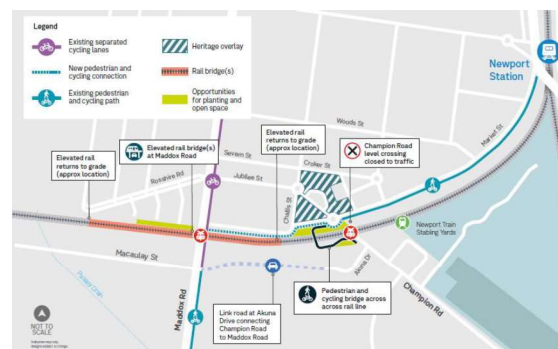 Legend
Existing separated
cycling lanes
New pedestrian and
cycling connection
Existing pedestrian
and cycling path
Heritage overlay
Rail bridge(s)
Opportunities
for planting and
open space
Newport
Station
Woods St
Market St
Elevated rail
returns to grade
(approx location)
Champion Road
level crossing
closed to traffic
Elevated rail bridge(s)
at Maddox Road
Severn St
Croker St
Elevated rail
returns to grade
(approx location)
Rosshire Rd
Jubilee St
Challis St
Newport Train
Stabling Yards
Macaulay St
Akuna Dr
Champion Rd
Maddox Rd
Link road at Akuna
Drive connecting
Champion Road
to Maddox Road
Pedestrian and
cycling bridge across
across rail line
NOT TO
SCALE